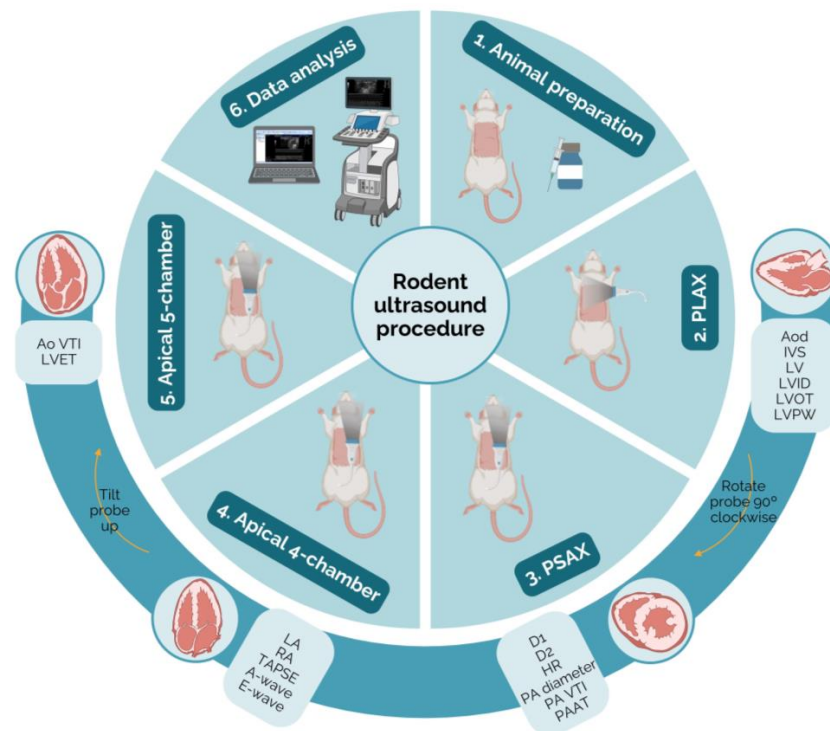 Rodent
ultrasound
procedure
1. Animal preparation
2. PLAX
Aod
IVS
LV
LVID
LVOT
LVPW
Rotate
probe 90º
clockwise
3. PSAX
D1
D2
HR
PA diameter
PA VTI
PAAT
4. Apical 4-chamber
LA
RA
TAPSE
A-wave
E-wave
Tilt
probe
up
5. Apical 5-chamber
Ao VTI
LVET
6. Data analysis